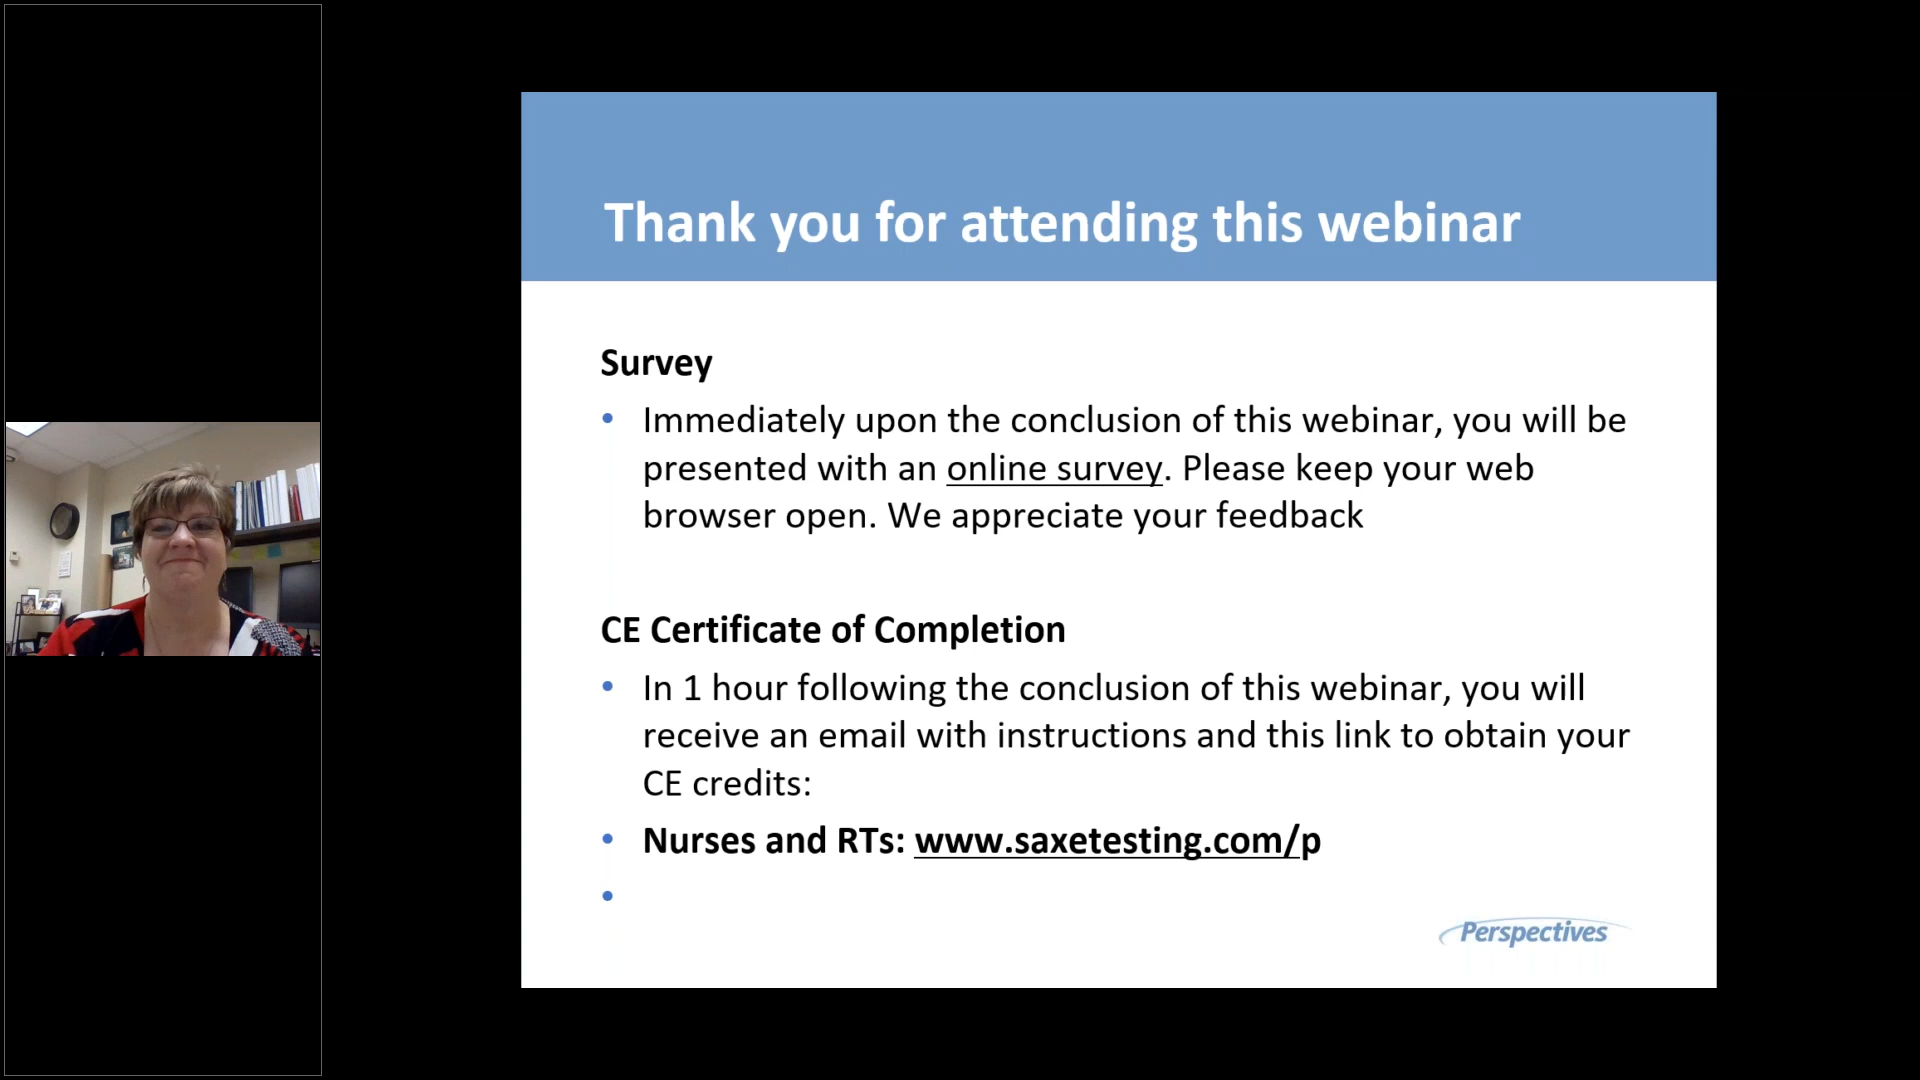 Thank you for attending this webinar
Survey
• Immediately upon the conclusion of this webinar, you will be
presented with an online survey. Please keep your web
browser open. We appreciate your feedback
CE Certificate of Completion
• In 1 hour following the conclusion of this webinar, you will
receive an email with instructions and this link to obtain your
CE credits:
• Nurses and RTs: www.saxetesting.com/p
•
Perspectives